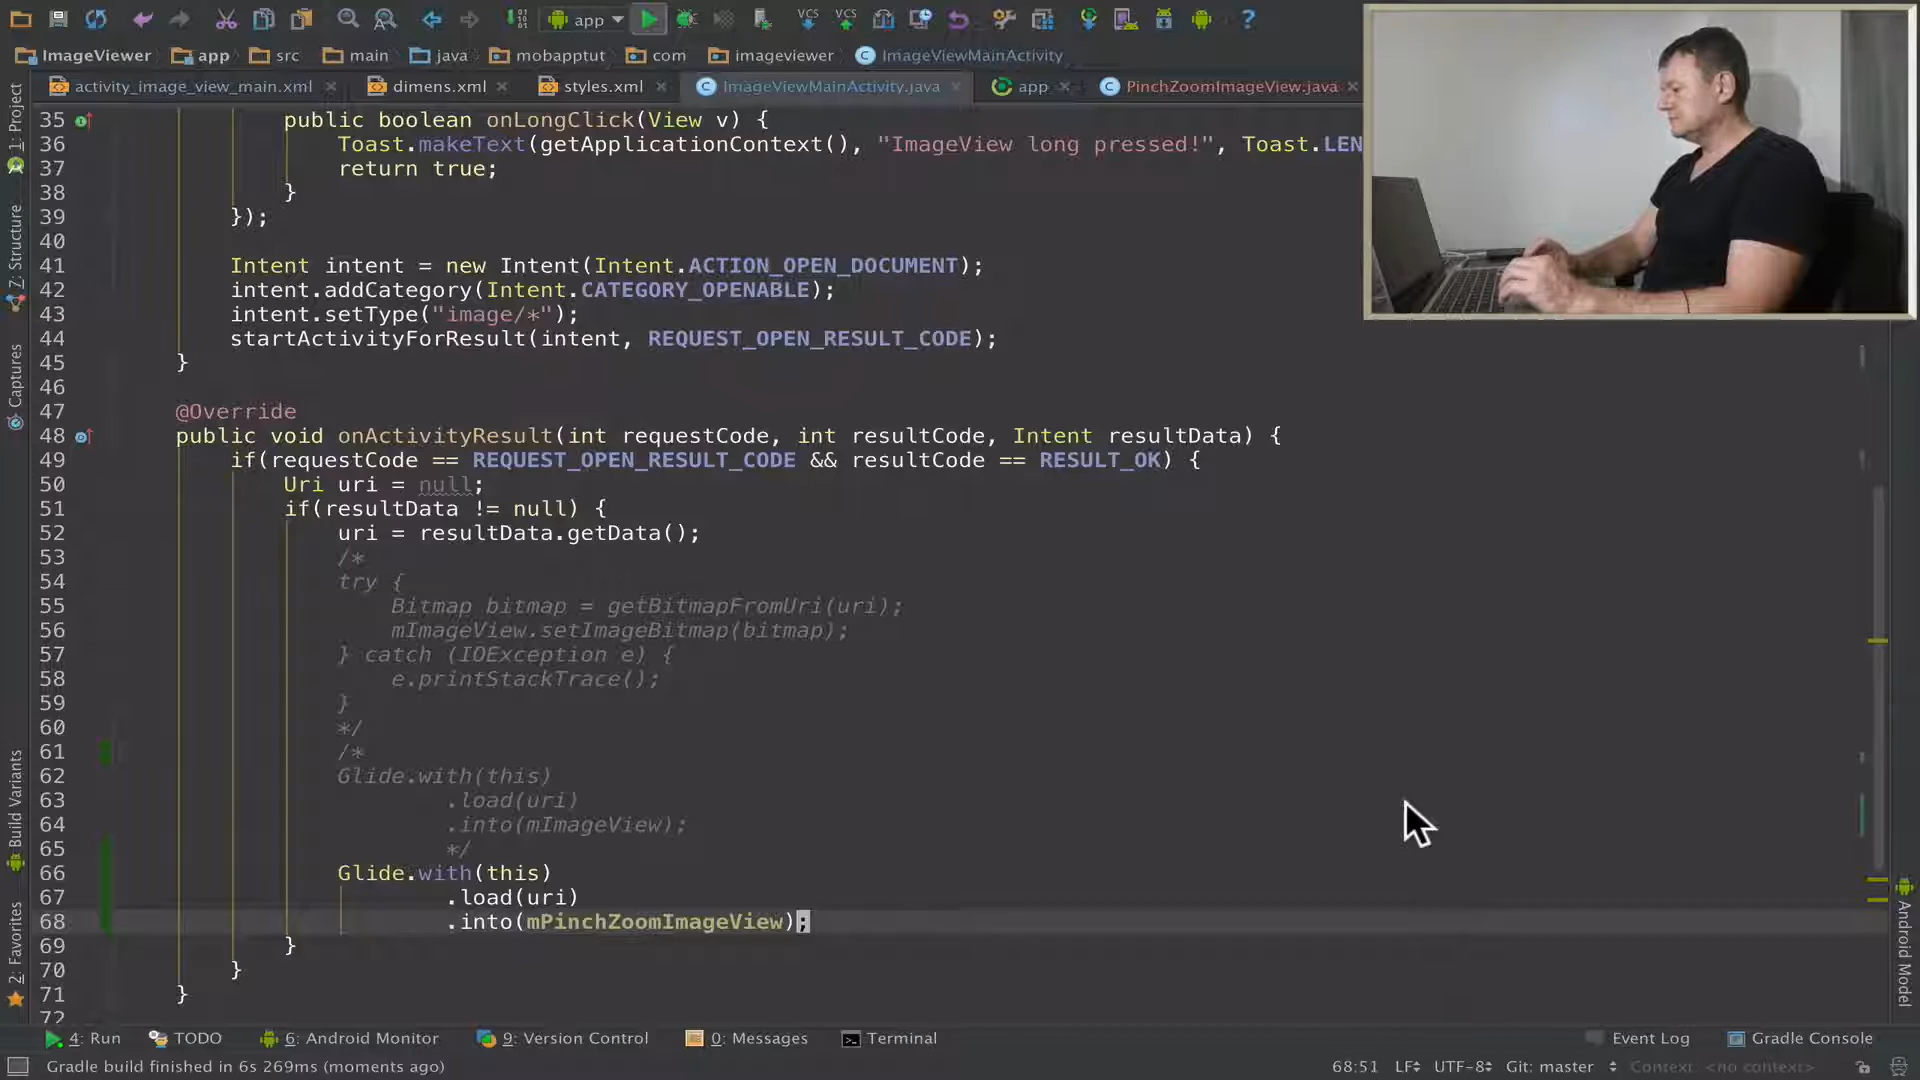 app
ImageViewer app src main java mobapptut com imageviewer ImageViewMainActivity
activity_image_view_main.xml dimens.xml styles.xml ImageViewMainActivity.java app PinchZoomImageView.java
1: Project
7: Structure
Captures
Build Variants
2: Favorites
35 public boolean onLongClick(View v) {
36 Toast.makeText(getApplicationContext(), "ImageView long pressed!", Toast.LEN
37 return true;
38 }
39 });
40
41 Intent intent = new Intent(Intent.ACTION_OPEN_DOCUMENT);
42 intent.addCategory(Intent.CATEGORY_OPENABLE);
43 intent.setType("image/*");
44 startActivityForResult(intent, REQUEST_OPEN_RESULT_CODE);
45 }
46
47 @Override
48 public void onActivityResult(int requestCode, int resultCode, Intent resultData) {
49 if(requestCode == REQUEST_OPEN_RESULT_CODE && resultCode == RESULT_OK) {
50 Uri uri = null;
51 if(resultData != null) {
52 uri = resultData.getData();
53 /*
54 try {
55 Bitmap bitmap = getBitmapFromUri(uri);
56 mImageView.setImageBitmap(bitmap);
57 } catch (IOException e) {
58 e.printStackTrace();
59 }
60 */
61 /*
62 Glide.with(this)
63 .load(uri)
64 .into(mImageView);
65 */
66 Glide.with(this)
67 .load(uri)
68 .into(mPinchZoomImageView);
69 }
70 }
71 }
72
Android Model
4: Run TODO 6: Android Monitor 9: Version Control 0: Messages Terminal Event Log Gradle Console
Gradle build finished in 6s 269ms (moments ago) 68:51 LF UTF-8 Git: master Context: <no context>